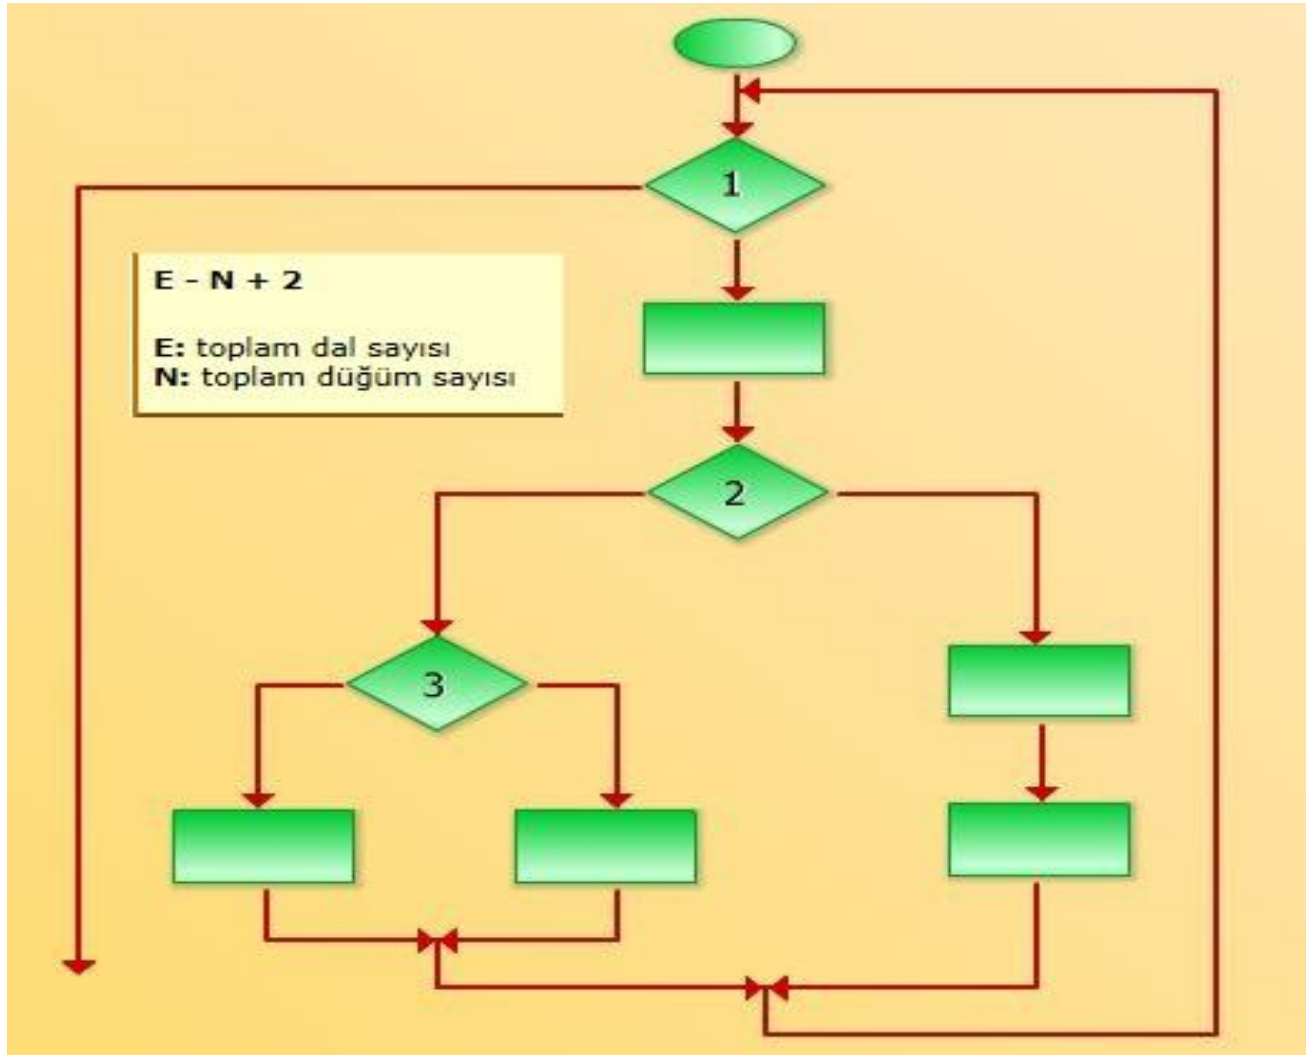 1
E - N + 2
E: toplam dal sayısı
N: toplam düğüm sayısı
2
3